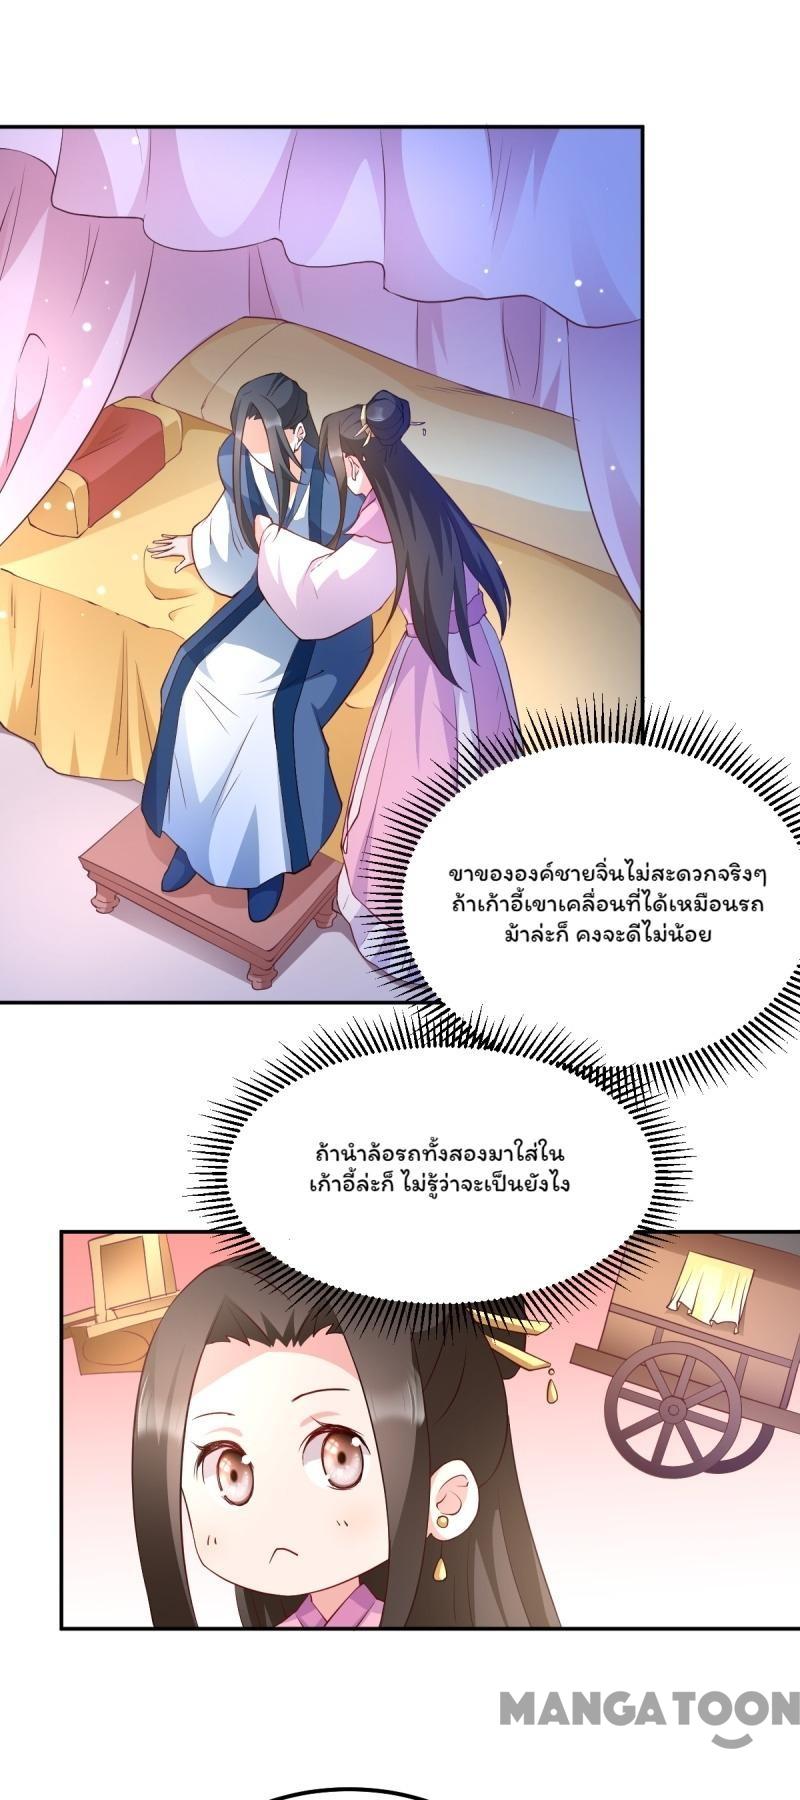 ขาขององค์ชายจิ่นไม่สะดวกจริงๆ
ถ้าเก้าอี้เขาเคลื่อนที่ได้เหมือนรถ
ม้าล่ะก็ คงจะดีไม่น้อย
ถ้านำล้อรถทั้งสองมาใส่ใน
เก้าอี้ล่ะก็ ไม่รู้ว่าจะเป็นยังไง
MANGATOON